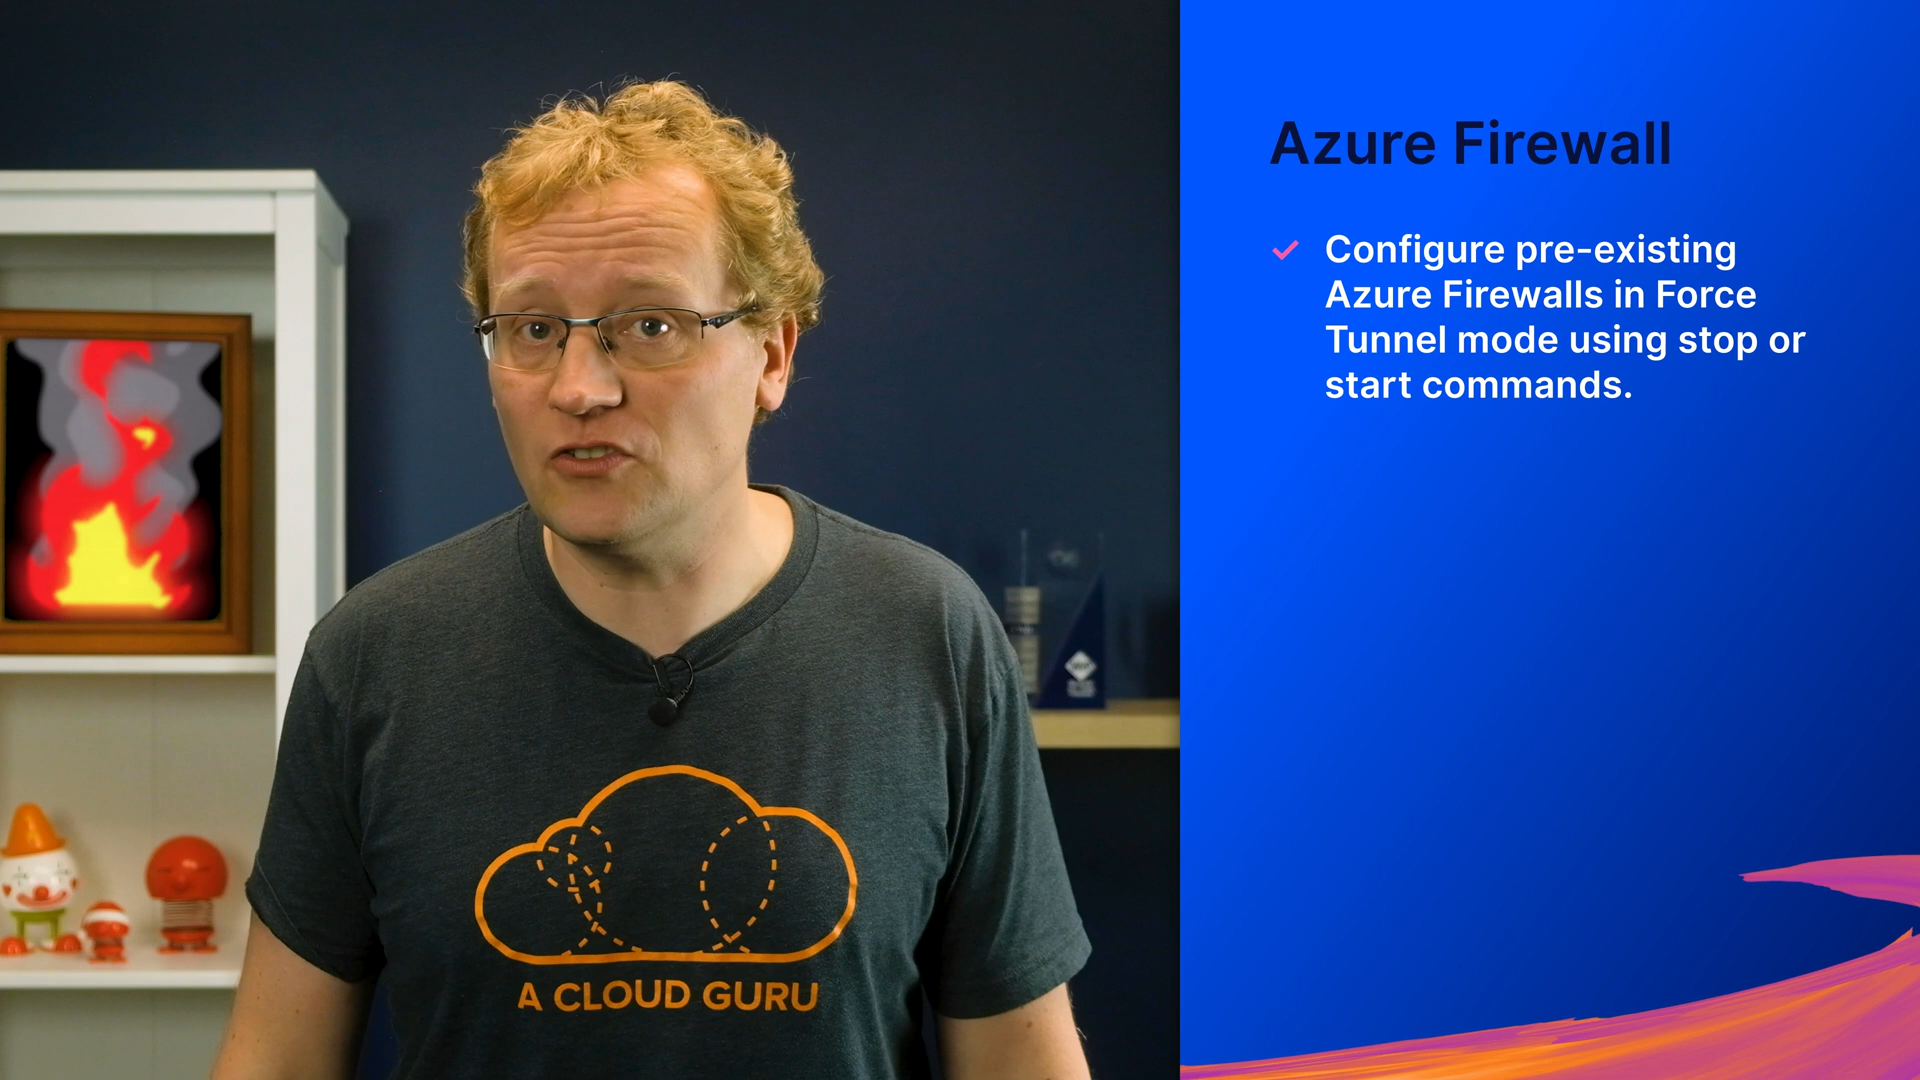 Azure Firewall
Configure pre-existing
Azure Firewalls in Force
Tunnel mode using stop or
start commands.
A CLOUD GURU